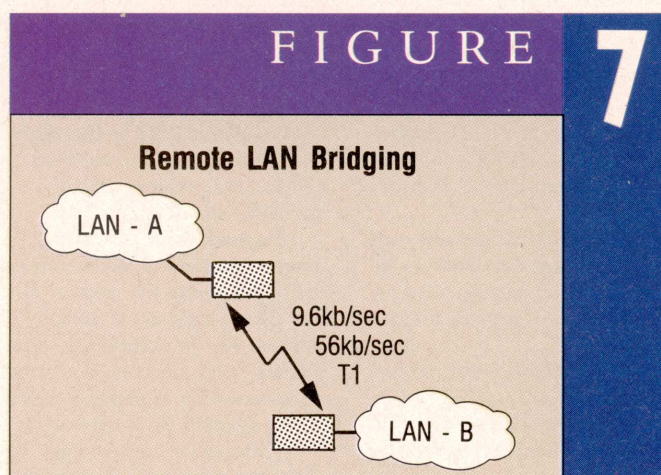 FIGURE 7
Remote LAN Bridging
LAN - A
9.6kb/sec
56kb/sec
T1
LAN - B